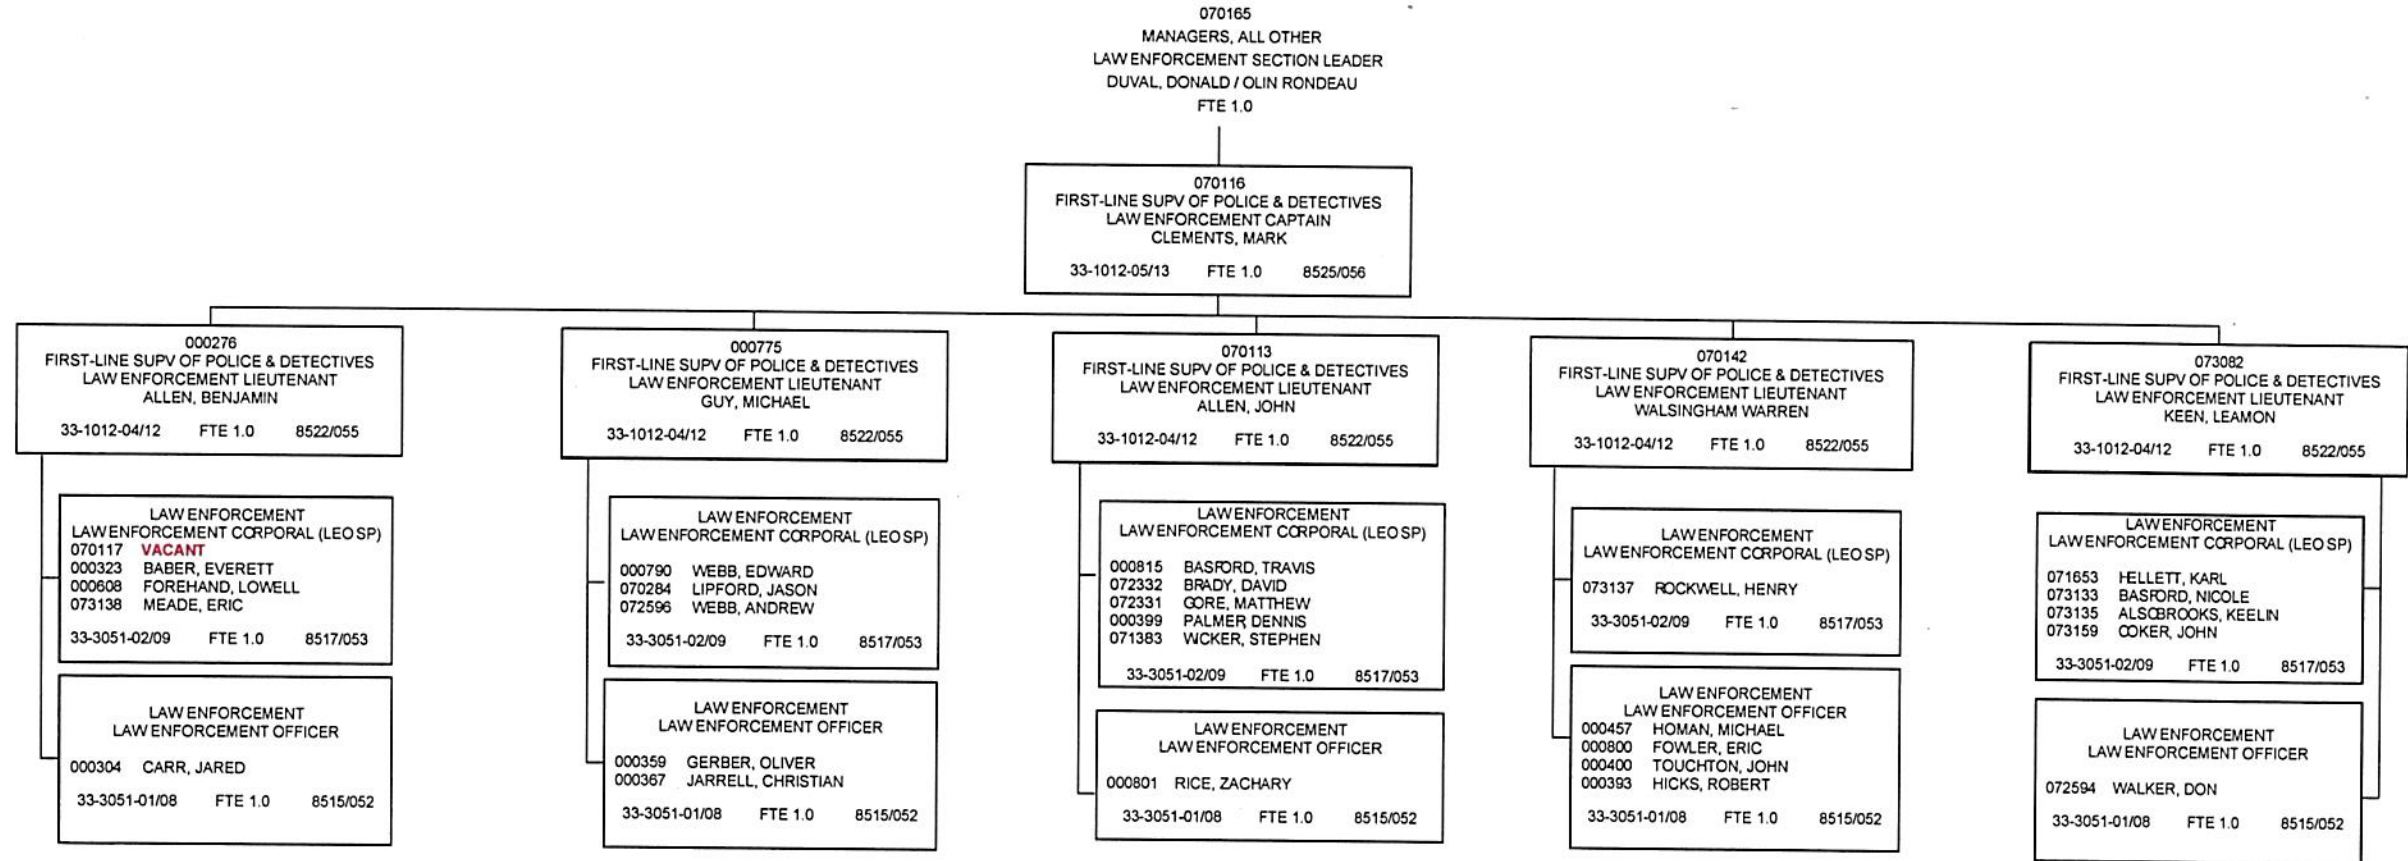 070165
MANAGERS, ALL OTHER
LAW ENFORCEMENT SECTION LEADER
DUVAL, DONALD / OLIN RONDEAU
FTE 1.0
070116
FIRST-LINE SUPV OF POLICE & DETECTIVES
LAW ENFORCEMENT CAPTAIN
CLEMENTS, MARK
33-1012-05/13 FTE 1.0 8525/056
000276
FIRST-LINE SUPV OF POLICE & DETECTIVES
LAW ENFORCEMENT LIEUTENANT
ALLEN, BENJAMIN
33-1012-04/12 FTE 1.0 8522/055
LAW ENFORCEMENT
LAW ENFORCEMENT CORPORAL (LEO SP)
070117 VACANT
000323 BABER, EVERETT
000608 FOREHAND, LOWELL
073138 MEADE, ERIC
33-3051-02/09 FTE 1.0 8517/053
LAW ENFORCEMENT
LAW ENFORCEMENT OFFICER
000304 CARR, JARED
33-3051-01/08 FTE 1.0 8515/052
000775
FIRST-LINE SUPV OF POLICE & DETECTIVES
LAW ENFORCEMENT LIEUTENANT
GUY, MICHAEL
33-1012-04/12 FTE 1.0 8522/055
LAW ENFORCEMENT
LAW ENFORCEMENT CORPORAL (LEO SP)
000790 WEBB, EDWARD
070284 LIPFORD, JASON
072596 WEBB, ANDREW
33-3051-02/09 FTE 1.0 8517/053
LAW ENFORCEMENT
LAW ENFORCEMENT OFFICER
000359 GERBER, OLIVER
000367 JARRELL, CHRISTIAN
33-3051-01/08 FTE 1.0 8515/052
070113
FIRST-LINE SUPV OF POLICE & DETECTIVES
LAW ENFORCEMENT LIEUTENANT
ALLEN, JOHN
33-1012-04/12 FTE 1.0 8522/055
LAW ENFORCEMENT
LAW ENFORCEMENT CORPORAL (LEO SP)
000815 BASFORD, TRAVIS
072332 BRADY, DAVID
072331 GORE, MATTHEW
000399 PALMER, DENNIS
071383 WICKER, STEPHEN
33-3051-02/09 FTE 1.0 8517/053
LAW ENFORCEMENT
LAW ENFORCEMENT OFFICER
000801 RICE, ZACHARY
33-3051-01/08 FTE 1.0 8515/052
070142
FIRST-LINE SUPV OF POLICE & DETECTIVES
LAW ENFORCEMENT LIEUTENANT
WALSINGHAM WARREN
33-1012-04/12 FTE 1.0 8522/055
LAW ENFORCEMENT
LAW ENFORCEMENT CORPORAL (LEO SP)
073137 ROCKWELL, HENRY
33-3051-02/09 FTE 1.0 8517/053
LAW ENFORCEMENT
LAW ENFORCEMENT OFFICER
000457 HOMAN, MICHAEL
000800 FOWLER, ERIC
000400 TOUCHTON, JOHN
000393 HICKS, ROBERT
33-3051-01/08 FTE 1.0 8515/052
073082
FIRST-LINE SUPV OF POLICE & DETECTIVES
LAW ENFORCEMENT LIEUTENANT
KEEN, LEAMON
33-1012-04/12 FTE 1.0 8522/055
LAW ENFORCEMENT
LAW ENFORCEMENT CORPORAL (LEO SP)
071653 HELLETT, KARL
073133 BASFORD, NICOLE
073135 ALSOBROOKS, KEELIN
073159 COKER, JOHN
33-3051-02/09 FTE 1.0 8517/053
LAW ENFORCEMENT
LAW ENFORCEMENT OFFICER
072594 WALKER, DON
33-3051-01/08 FTE 1.0 8515/052